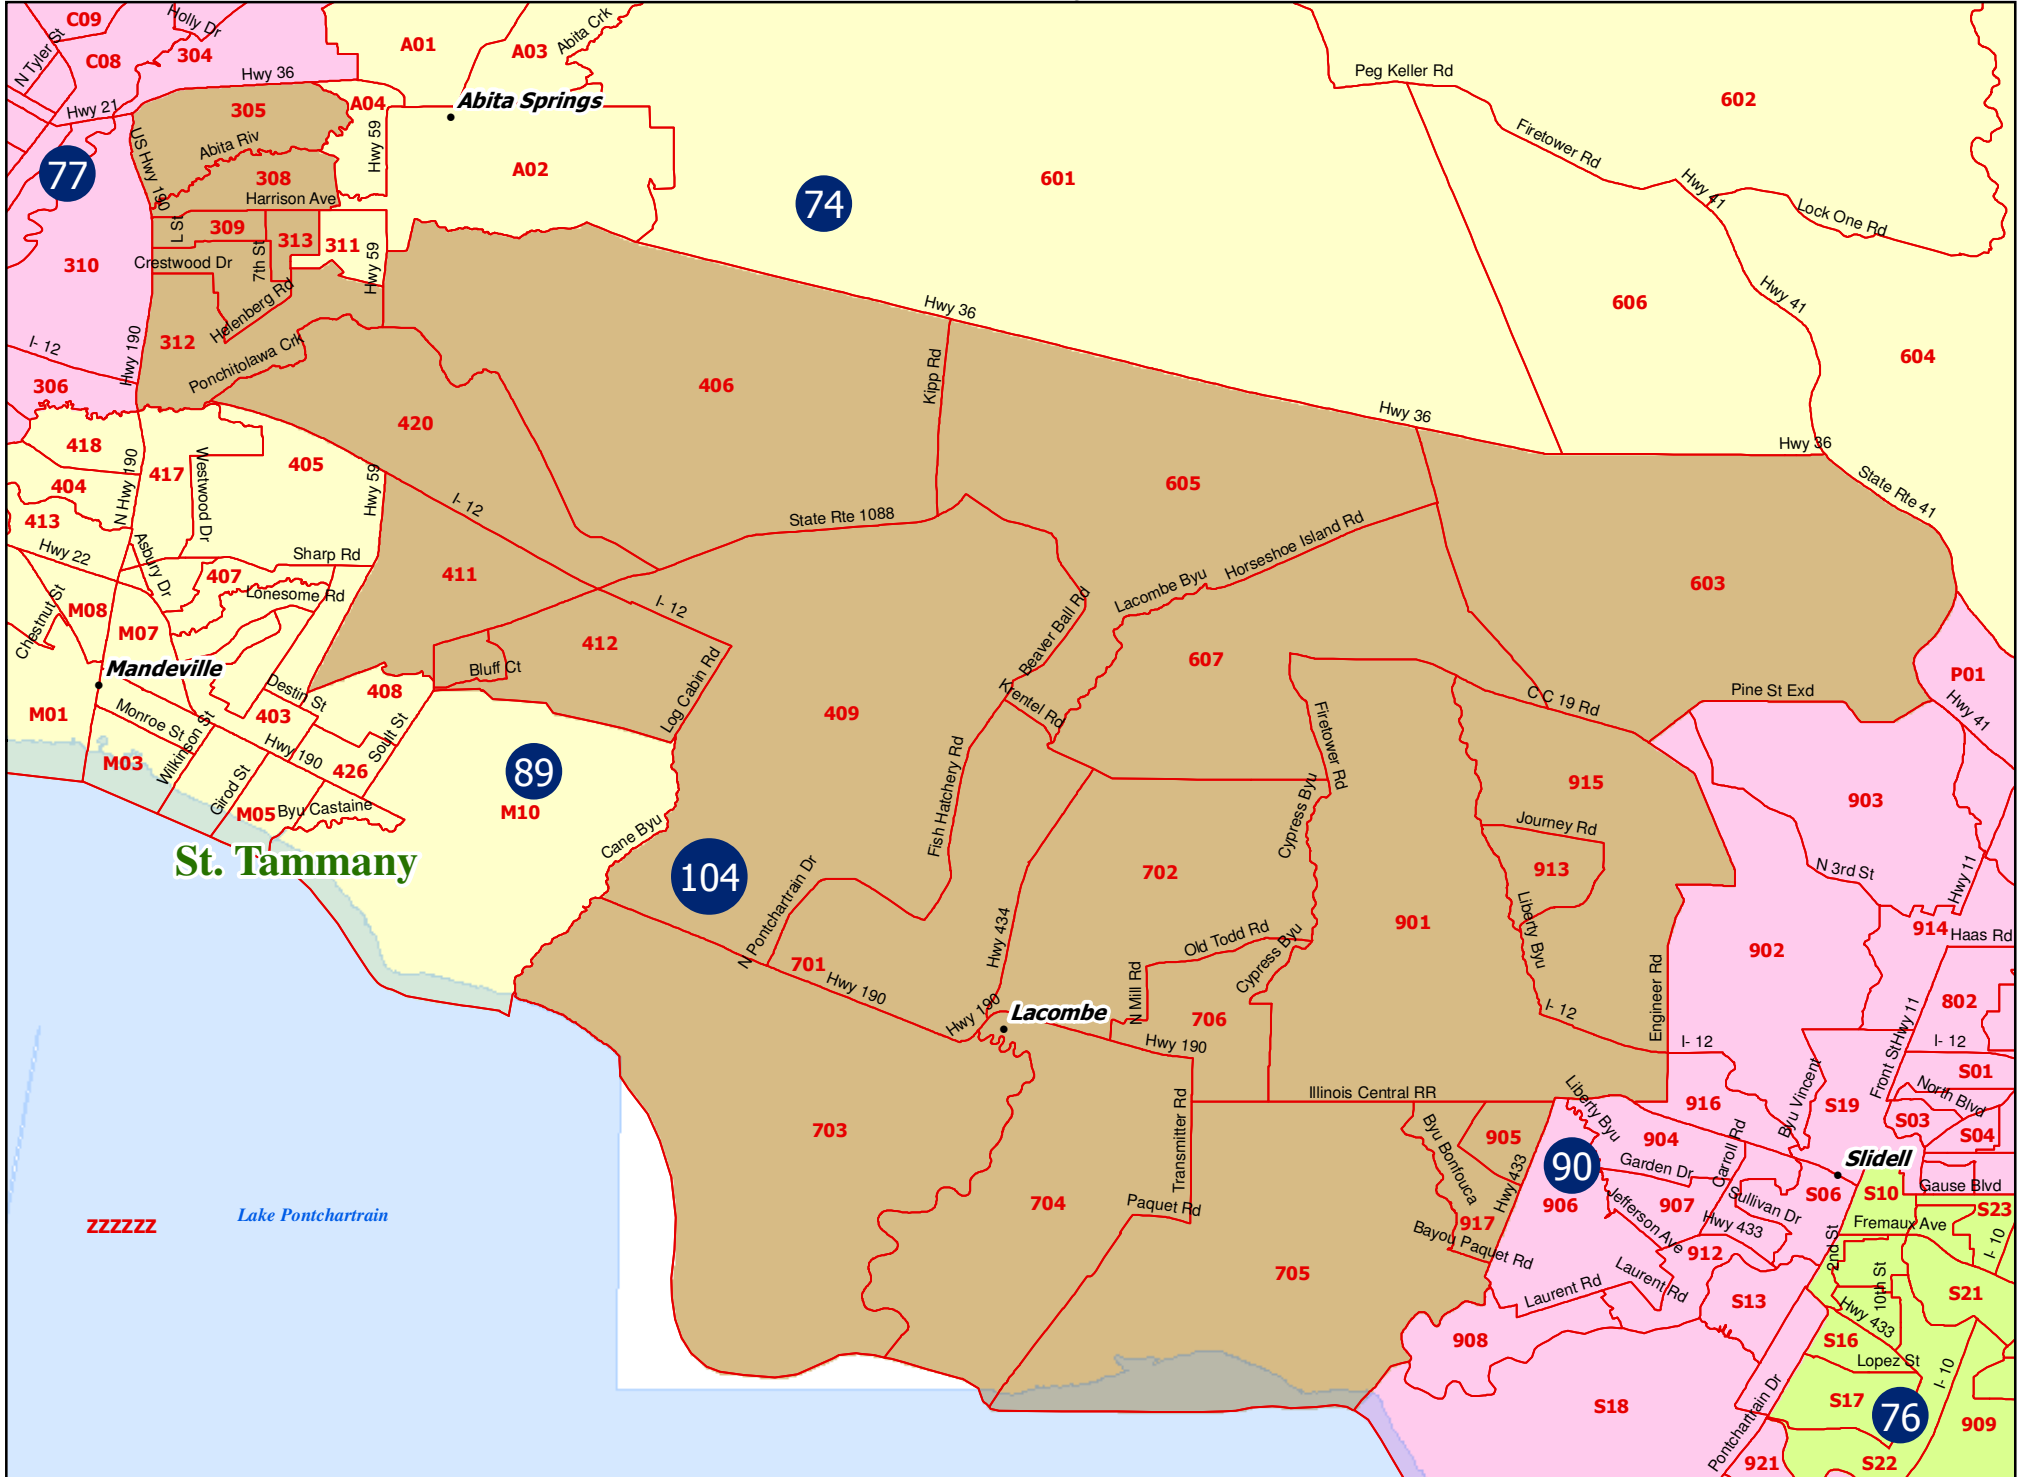 C09
Holly Dr
N Tyler St
C08
304
A01
A03
Abita Crk
Hwy 36
Peg Keller Rd
602
Hwy 21
305
A04
Abita Springs
Firetower Rd
77
US Hwy 190
Abita Riv
Hwy 59
A02
308
Harrison Ave
74
601
Hwy 41
Lock One Rd
L St
309
313
311
310
Crestwood Dr
7th St
Hwy 59
Helenberg Rd
Hwy 36
606
Hwy 41
I- 12
312
Hwy 190
Ponchitolawa Crk
604
306
406
Kipp Rd
Hwy 36
420
418
417
Westwood Dr
405
Hwy 36
404
N Hwy 190
Hwy 59
I- 12
605
State Rte 41
413
State Rte 1088
Horseshoe Island Rd
Hwy 22
Asbury Dr
Sharp Rd
407
411
603
Lonesome Rd
Lacombe Byu
Chestnut St
M08
M07
I- 12
412
Beaver Ball Rd
607
Mandeville
Bluff Ct
P01
Log Cabin Rd
Krentel Rd
C C 19 Rd
Pine St Exd
Hwy 41
Destin St
408
M01
Monroe St
403
Soult St
409
Firetower Rd
Wilkinson St
Hwy 190
M03
426
89
Fish Hatchery Rd
915
903
Girod St
M05
Byu Castaine
M10
Cypress Byu
Journey Rd
Cane Byu
St. Tammany
104
702
913
N 3rd St
Hwy 11
N Pontchartrain Dr
Hwy 434
901
Liberty Byu
914
Haas Rd
Old Todd Rd
902
701
Cypress Byu
Engineer Rd
Hwy 190
N Mill Rd
802
Hwy 190
Lacombe
706
I- 12
Hwy 11
Hwy 190
I- 12
I- 12
Front St
S01
Illinois Central RR
Liberty Byu
Byu Vincent
North Blvd
916
S19
S03
703
Transmitter Rd
Byu Bonfouca
905
904
S04
Carroll Rd
90
Garden Dr
Slidell
Hwy 433
704
Paquet Rd
906
907
Sullivan Dr
S06
S10
Gause Blvd
S23
ZZZZZZ
Lake Pontchartrain
917
Jefferson Ave
Hwy 433
Fremaux Ave
Bayou Paquet Rd
912
2nd St
I- 10
705
Laurent Rd
Laurent Rd
10th St
S13
S21
908
Hwy 433
S16
Lopez St
I- 10
S18
Pontchartrain Dr
S17
76
909
921
S22